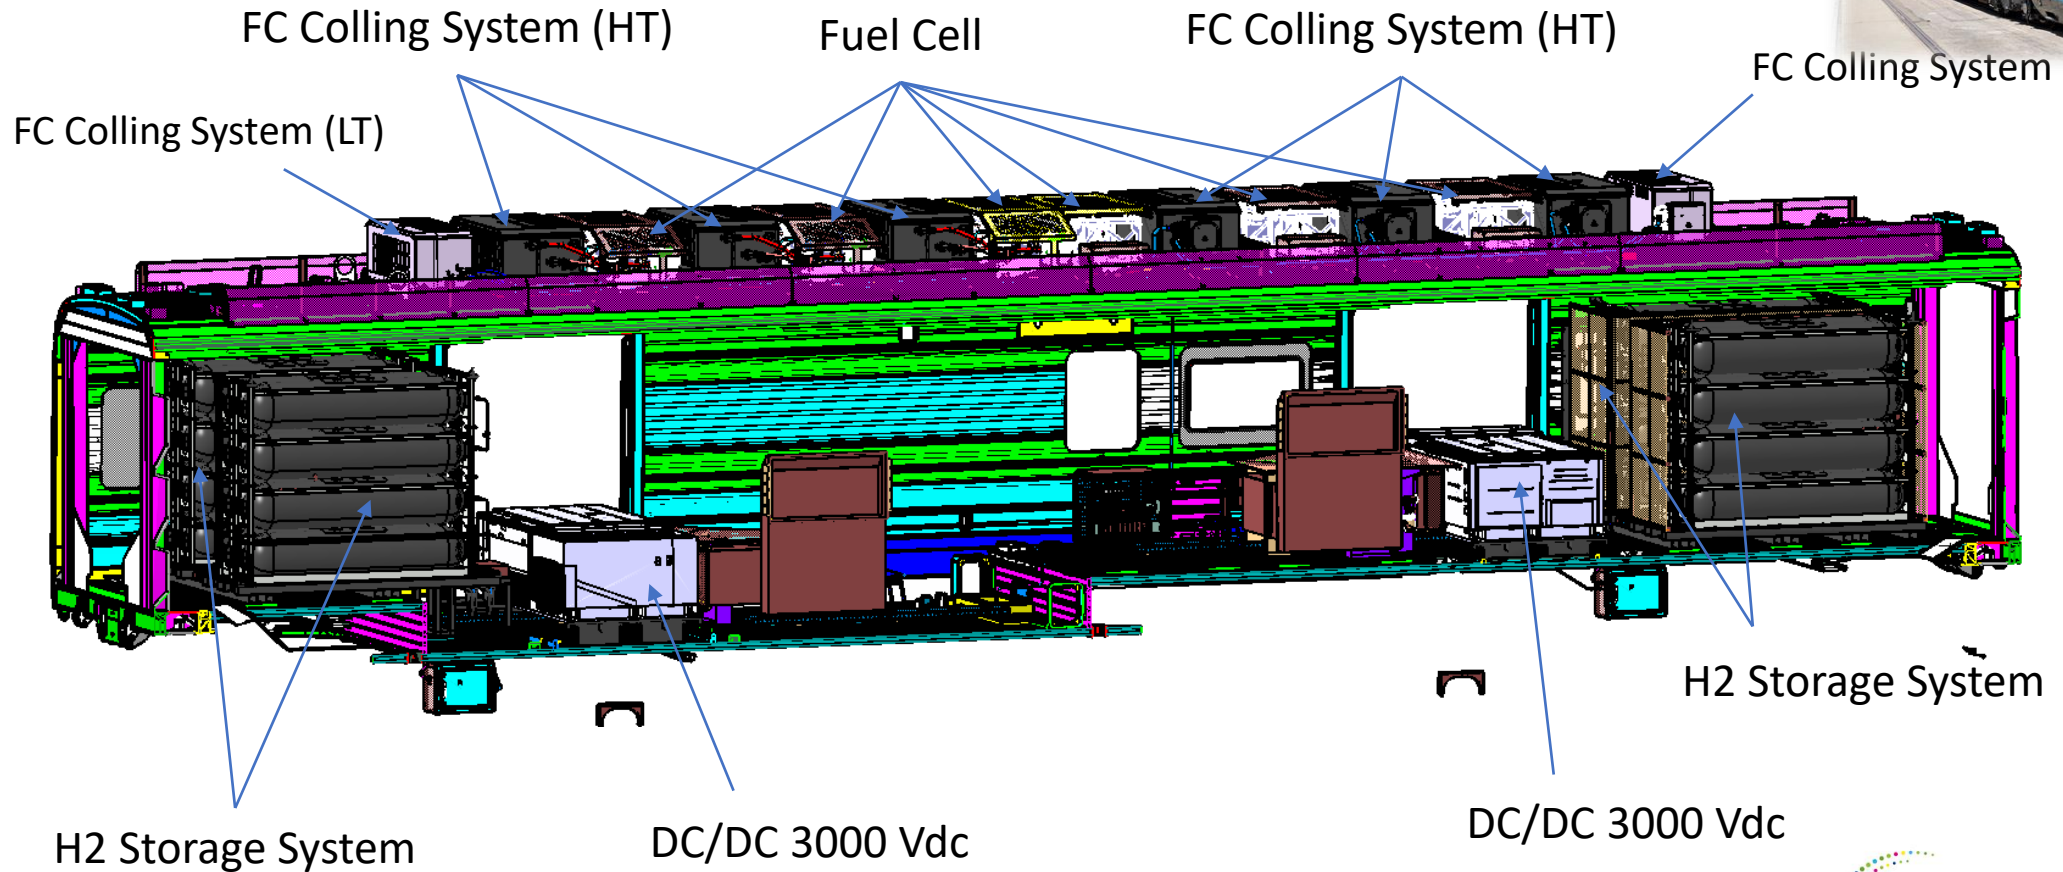 FC Colling System (HT)
Fuel Cell
FC Colling System (HT)
FC Colling System
FC Colling System (LT)
H2 Storage System
DC/DC 3000 Vdc
DC/DC 3000 Vdc
H2 Storage System